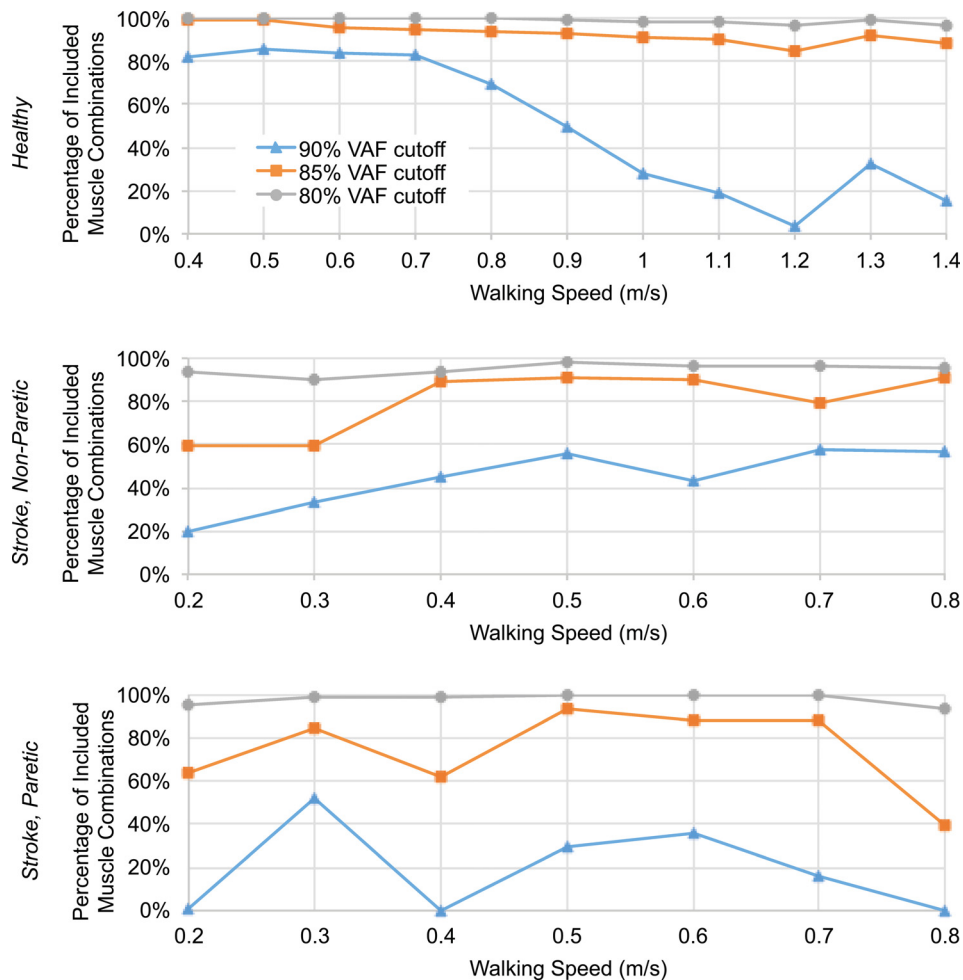 Healthy
Percentage of Included
Muscle Combinations
100%
80%
60%
40%
20%
0%
90% VAF cutoff
85% VAF cutoff
80% VAF cutoff
0.4 0.5 0.6 0.7 0.8 0.9 1 1.1 1.2 1.3 1.4
Walking Speed (m/s)
Stroke, Non-Paretic
Percentage of Included
Muscle Combinations
100%
80%
60%
40%
20%
0%
0.2 0.3 0.4 0.5 0.6 0.7 0.8
Walking Speed (m/s)
Stroke, Paretic
Percentage of Included
Muscle Combinations
100%
80%
60%
40%
20%
0%
0.2 0.3 0.4 0.5 0.6 0.7 0.8
Walking Speed (m/s)